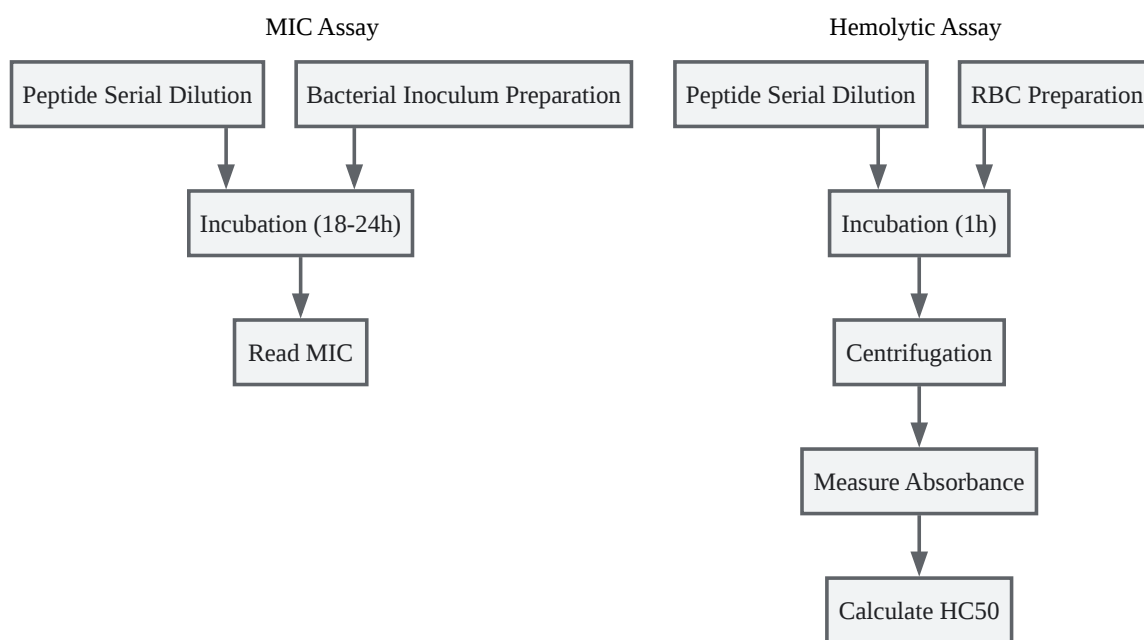 MIC Assay
Peptide Serial Dilution
Bacterial Inoculum Preparation
Incubation (18-24h)
Read MIC
Hemolytic Assay
Peptide Serial Dilution
RBC Preparation
Incubation (1h)
Centrifugation
Measure Absorbance
Calculate HC50